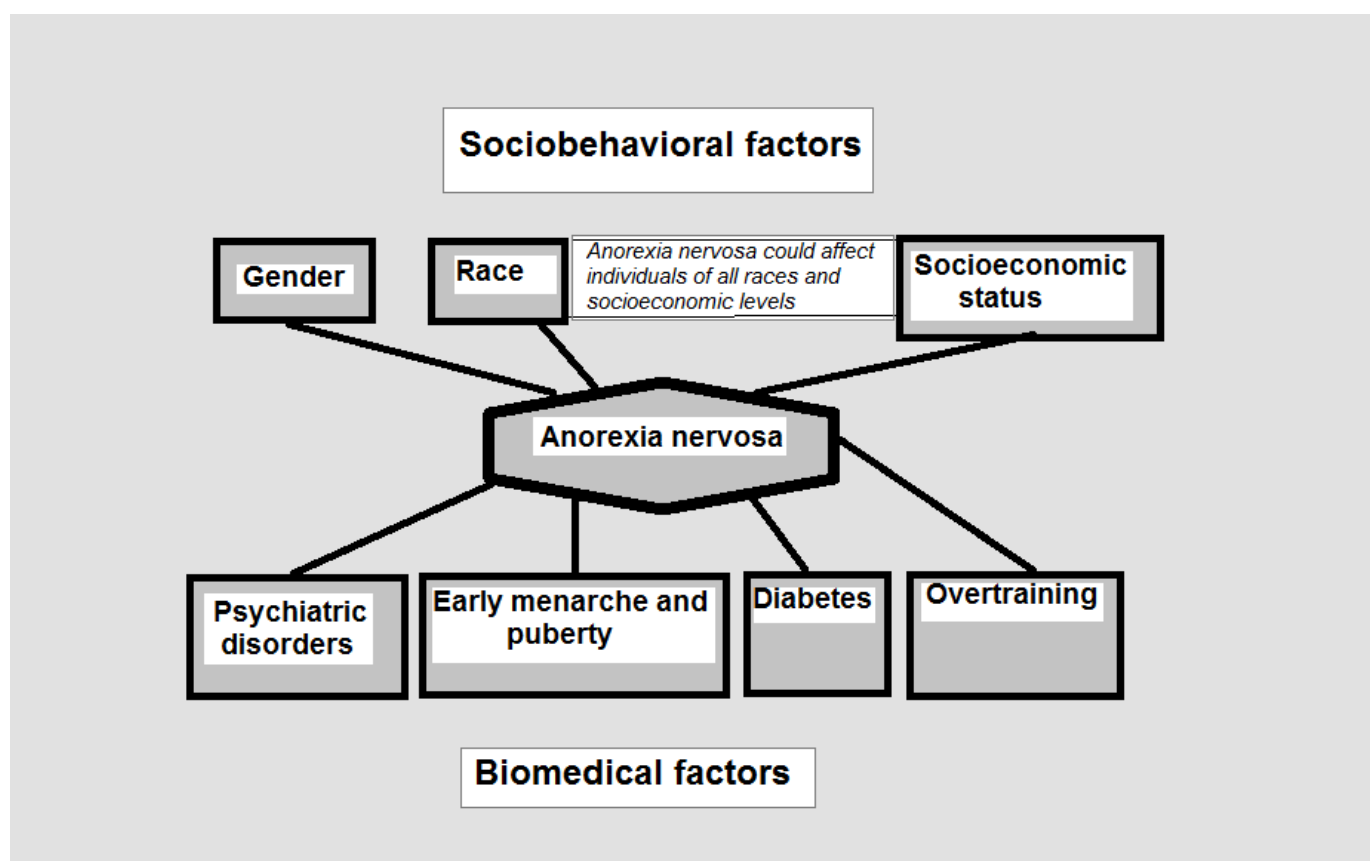 Sociobehavioral factors
Gender
Race
Anorexia nervosa could affect
individuals of all races and
socioeconomic levels
Socioeconomic
status
Anorexia nervosa
Psychiatric
disorders
Early menarche and
puberty
Diabetes
Overtraining
Biomedical factors